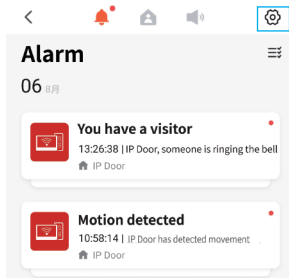 Alarm
06 8月
You have a visitor
13:26:38 | IP Door, someone is ringing the bell
IP Door
Motion detected
10:58:14 | IP Door has detected movement
IP Door